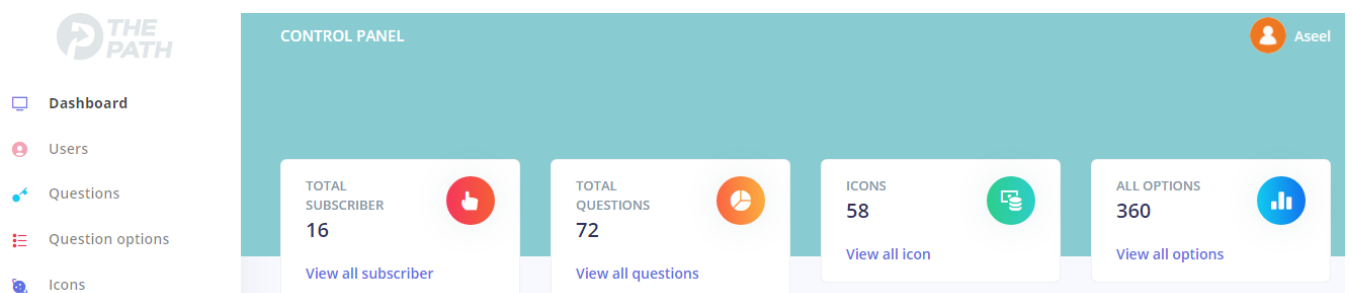 THE
PATH
Dashboard
Users
Questions
Question options
Icons
CONTROL PANEL
Aseel
TOTAL
SUBSCRIBER
16
View all subscriber
TOTAL
QUESTIONS
72
View all questions
ICONS
58
View all icon
ALL OPTIONS
360
View all options